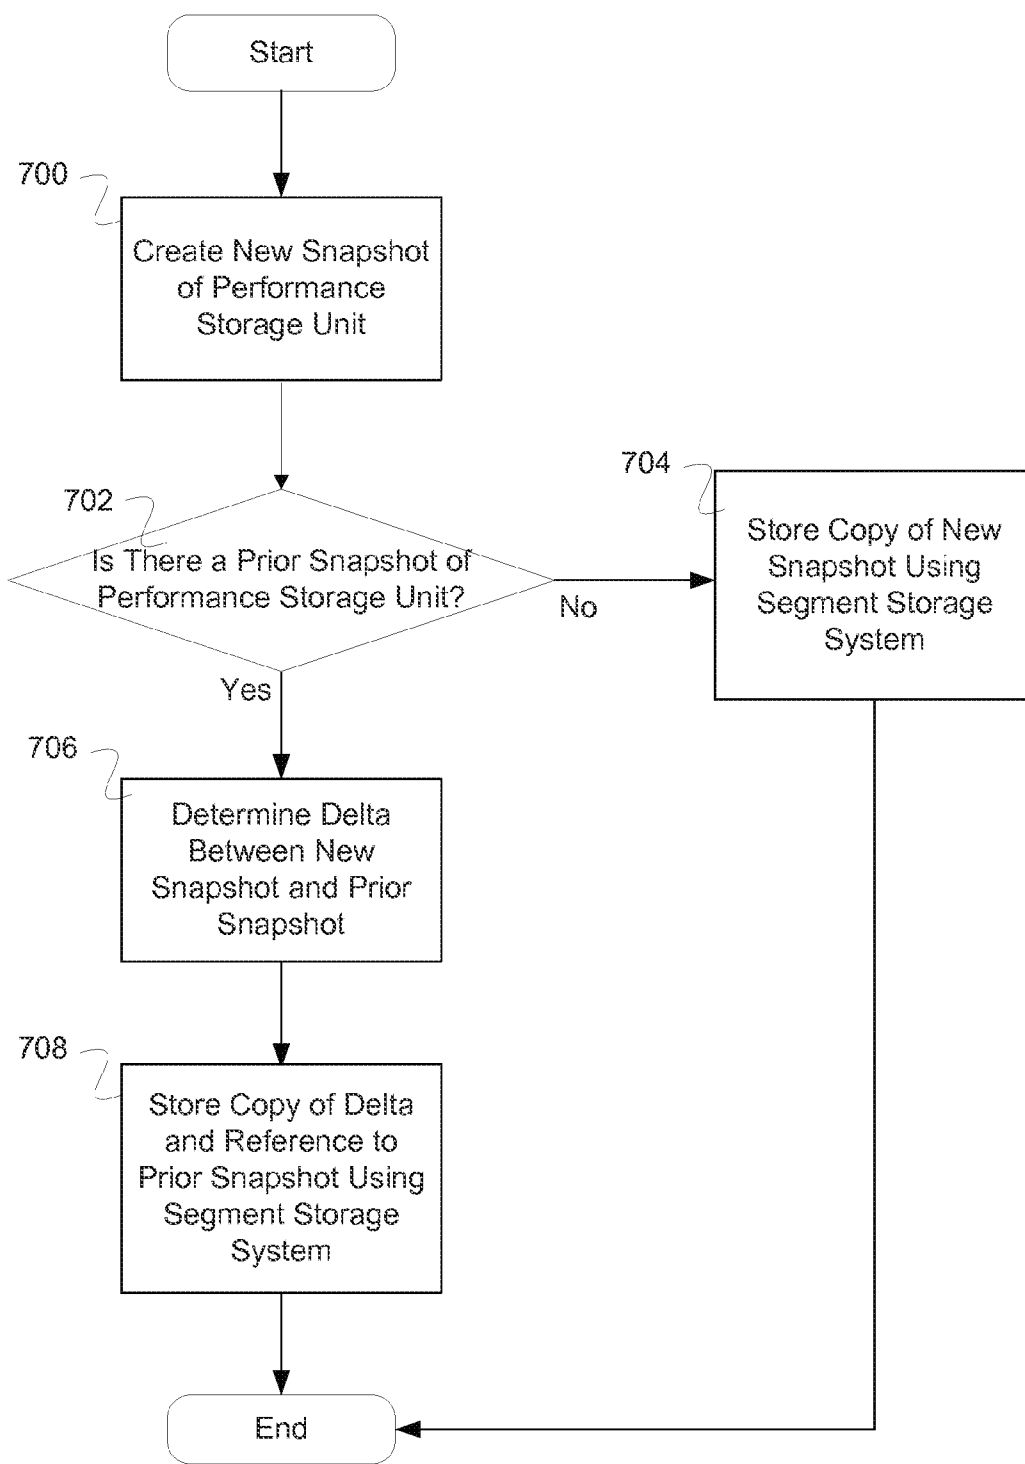 Start
700
Create New Snapshot
of Performance
Storage Unit
702
Is There a Prior Snapshot of
Performance Storage Unit?
No
Yes
704
Store Copy of New
Snapshot Using
Segment Storage
System
706
Determine Delta
Between New
Snapshot and Prior
Snapshot
708
Store Copy of Delta
and Reference to
Prior Snapshot Using
Segment Storage
System
End